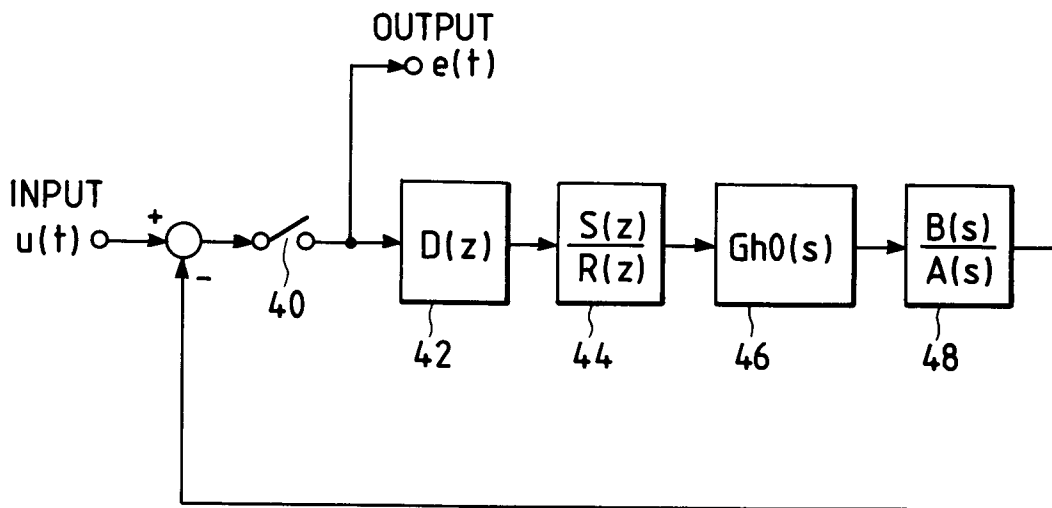 OUTPUT
e(t)
INPUT
u(t)
+
-
40
D(z)
42
S(z)
R(z)
44
Gh0(s)
46
B(s)
A(s)
48